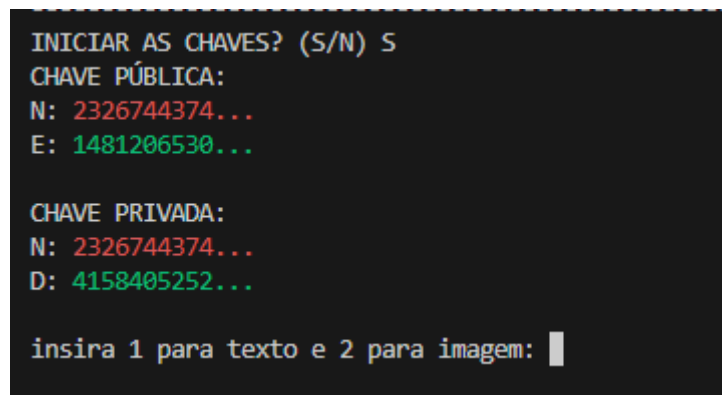 INICIAR AS CHAVES? (S/N) S
CHAVE PÚBLICA:
N: 2326744374...
E: 1481206530...
CHAVE PRIVADA:
N: 2326744374...
D: 4158405252...
insira 1 para texto e 2 para imagem: